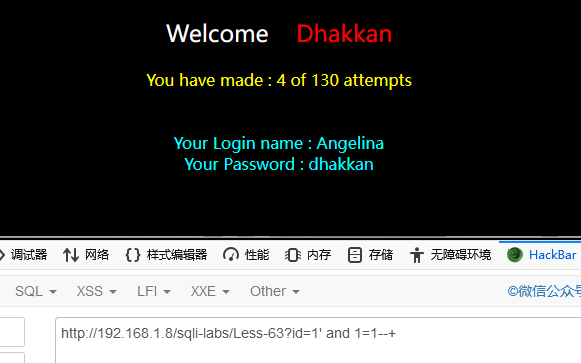 Welcome Dhakkan
You have made : 4 of 130 attempts
Your Login name : Angelina
Your Password : dhakkan
调试器 网络 {} 样式编辑器 性能 内存 存储 无障碍环境 HackBar
SQL XSS LFI XXE Other ©微信公众号
http://192.168.1.8/sqli-labs/Less-63?id=1' and 1=1--+